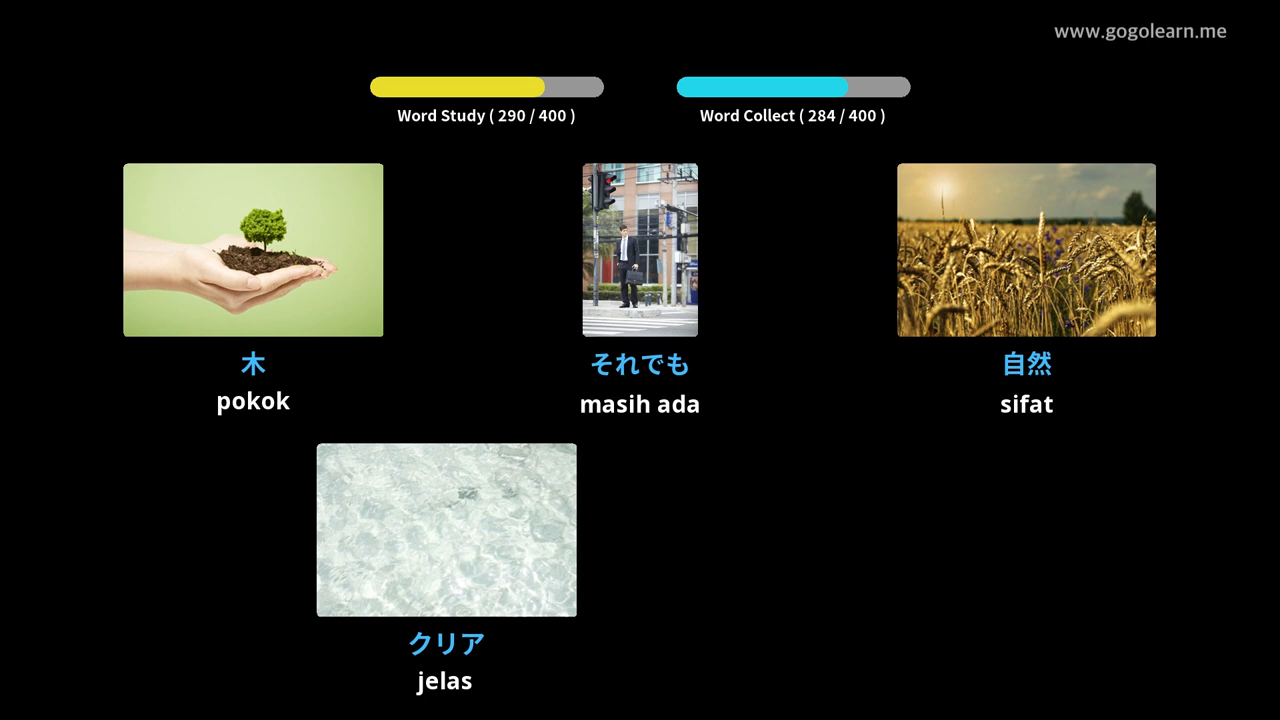 www.gogolearn.me
Word Study ( 290 / 400 )
Word Collect ( 284 / 400 )
木
pokok
それでも
masih ada
自然
sifat
クリア
jelas